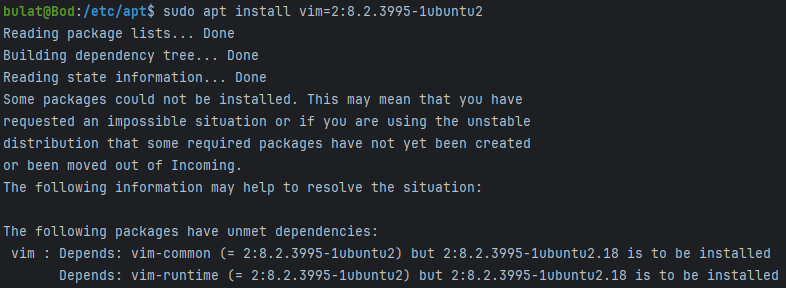 bulat@Bod:/etc/apt$ sudo apt install vim=2:8.2.3995-1ubuntu2
Reading package lists... Done
Building dependency tree... Done
Reading state information... Done
Some packages could not be installed. This may mean that you have
requested an impossible situation or if you are using the unstable
distribution that some required packages have not yet been created
or been moved out of Incoming.
The following information may help to resolve the situation:

The following packages have unmet dependencies:
 vim : Depends: vim-common (= 2:8.2.3995-1ubuntu2) but 2:8.2.3995-1ubuntu2.18 is to be installed
       Depends: vim-runtime (= 2:8.2.3995-1ubuntu2) but 2:8.2.3995-1ubuntu2.18 is to be installed